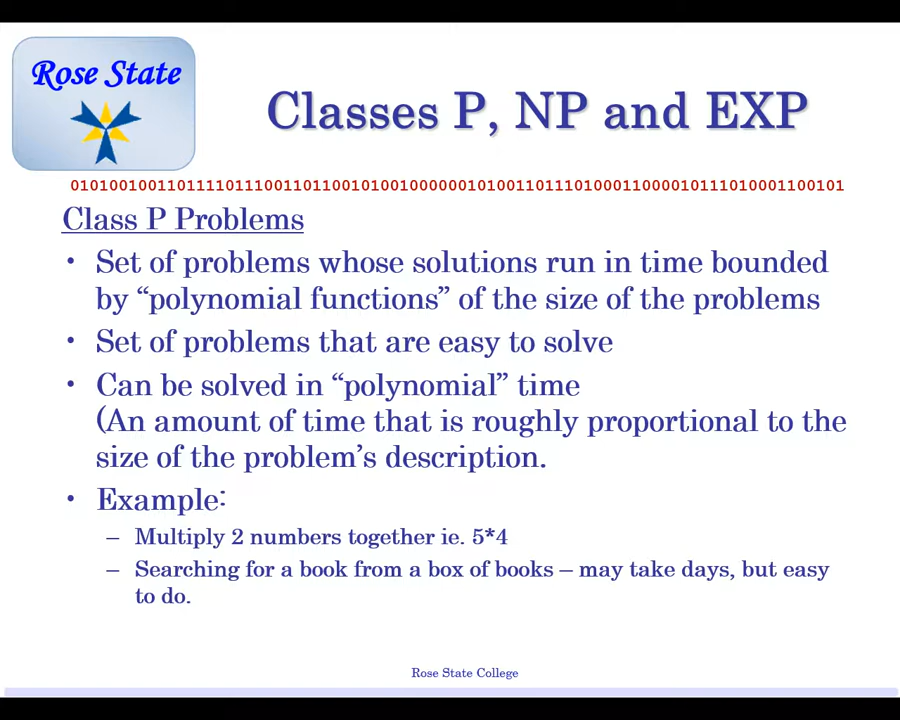 Rose State
Classes P, NP and EXP
01010010011011110111001101100101001000000101001101110100011000010111010001100101
Class P Problems
• Set of problems whose solutions run in time bounded
by “polynomial functions” of the size of the problems
• Set of problems that are easy to solve
• Can be solved in “polynomial” time
(An amount of time that is roughly proportional to the
size of the problem’s description.
• Example:
– Multiply 2 numbers together ie. 5*4
– Searching for a book from a box of books – may take days, but easy
to do.
Rose State College